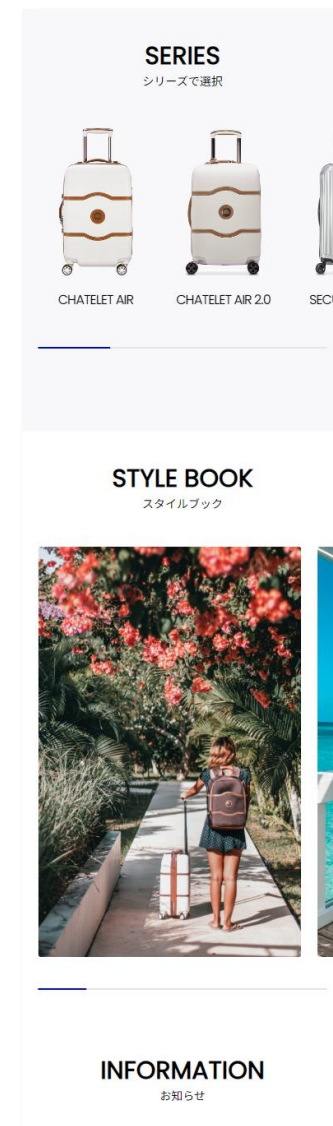 SERIES
シリーズで選択
CHATELET AIR
CHATELET AIR 2.0
STYLE BOOK
スタイルブック
INFORMATION
お知らせ